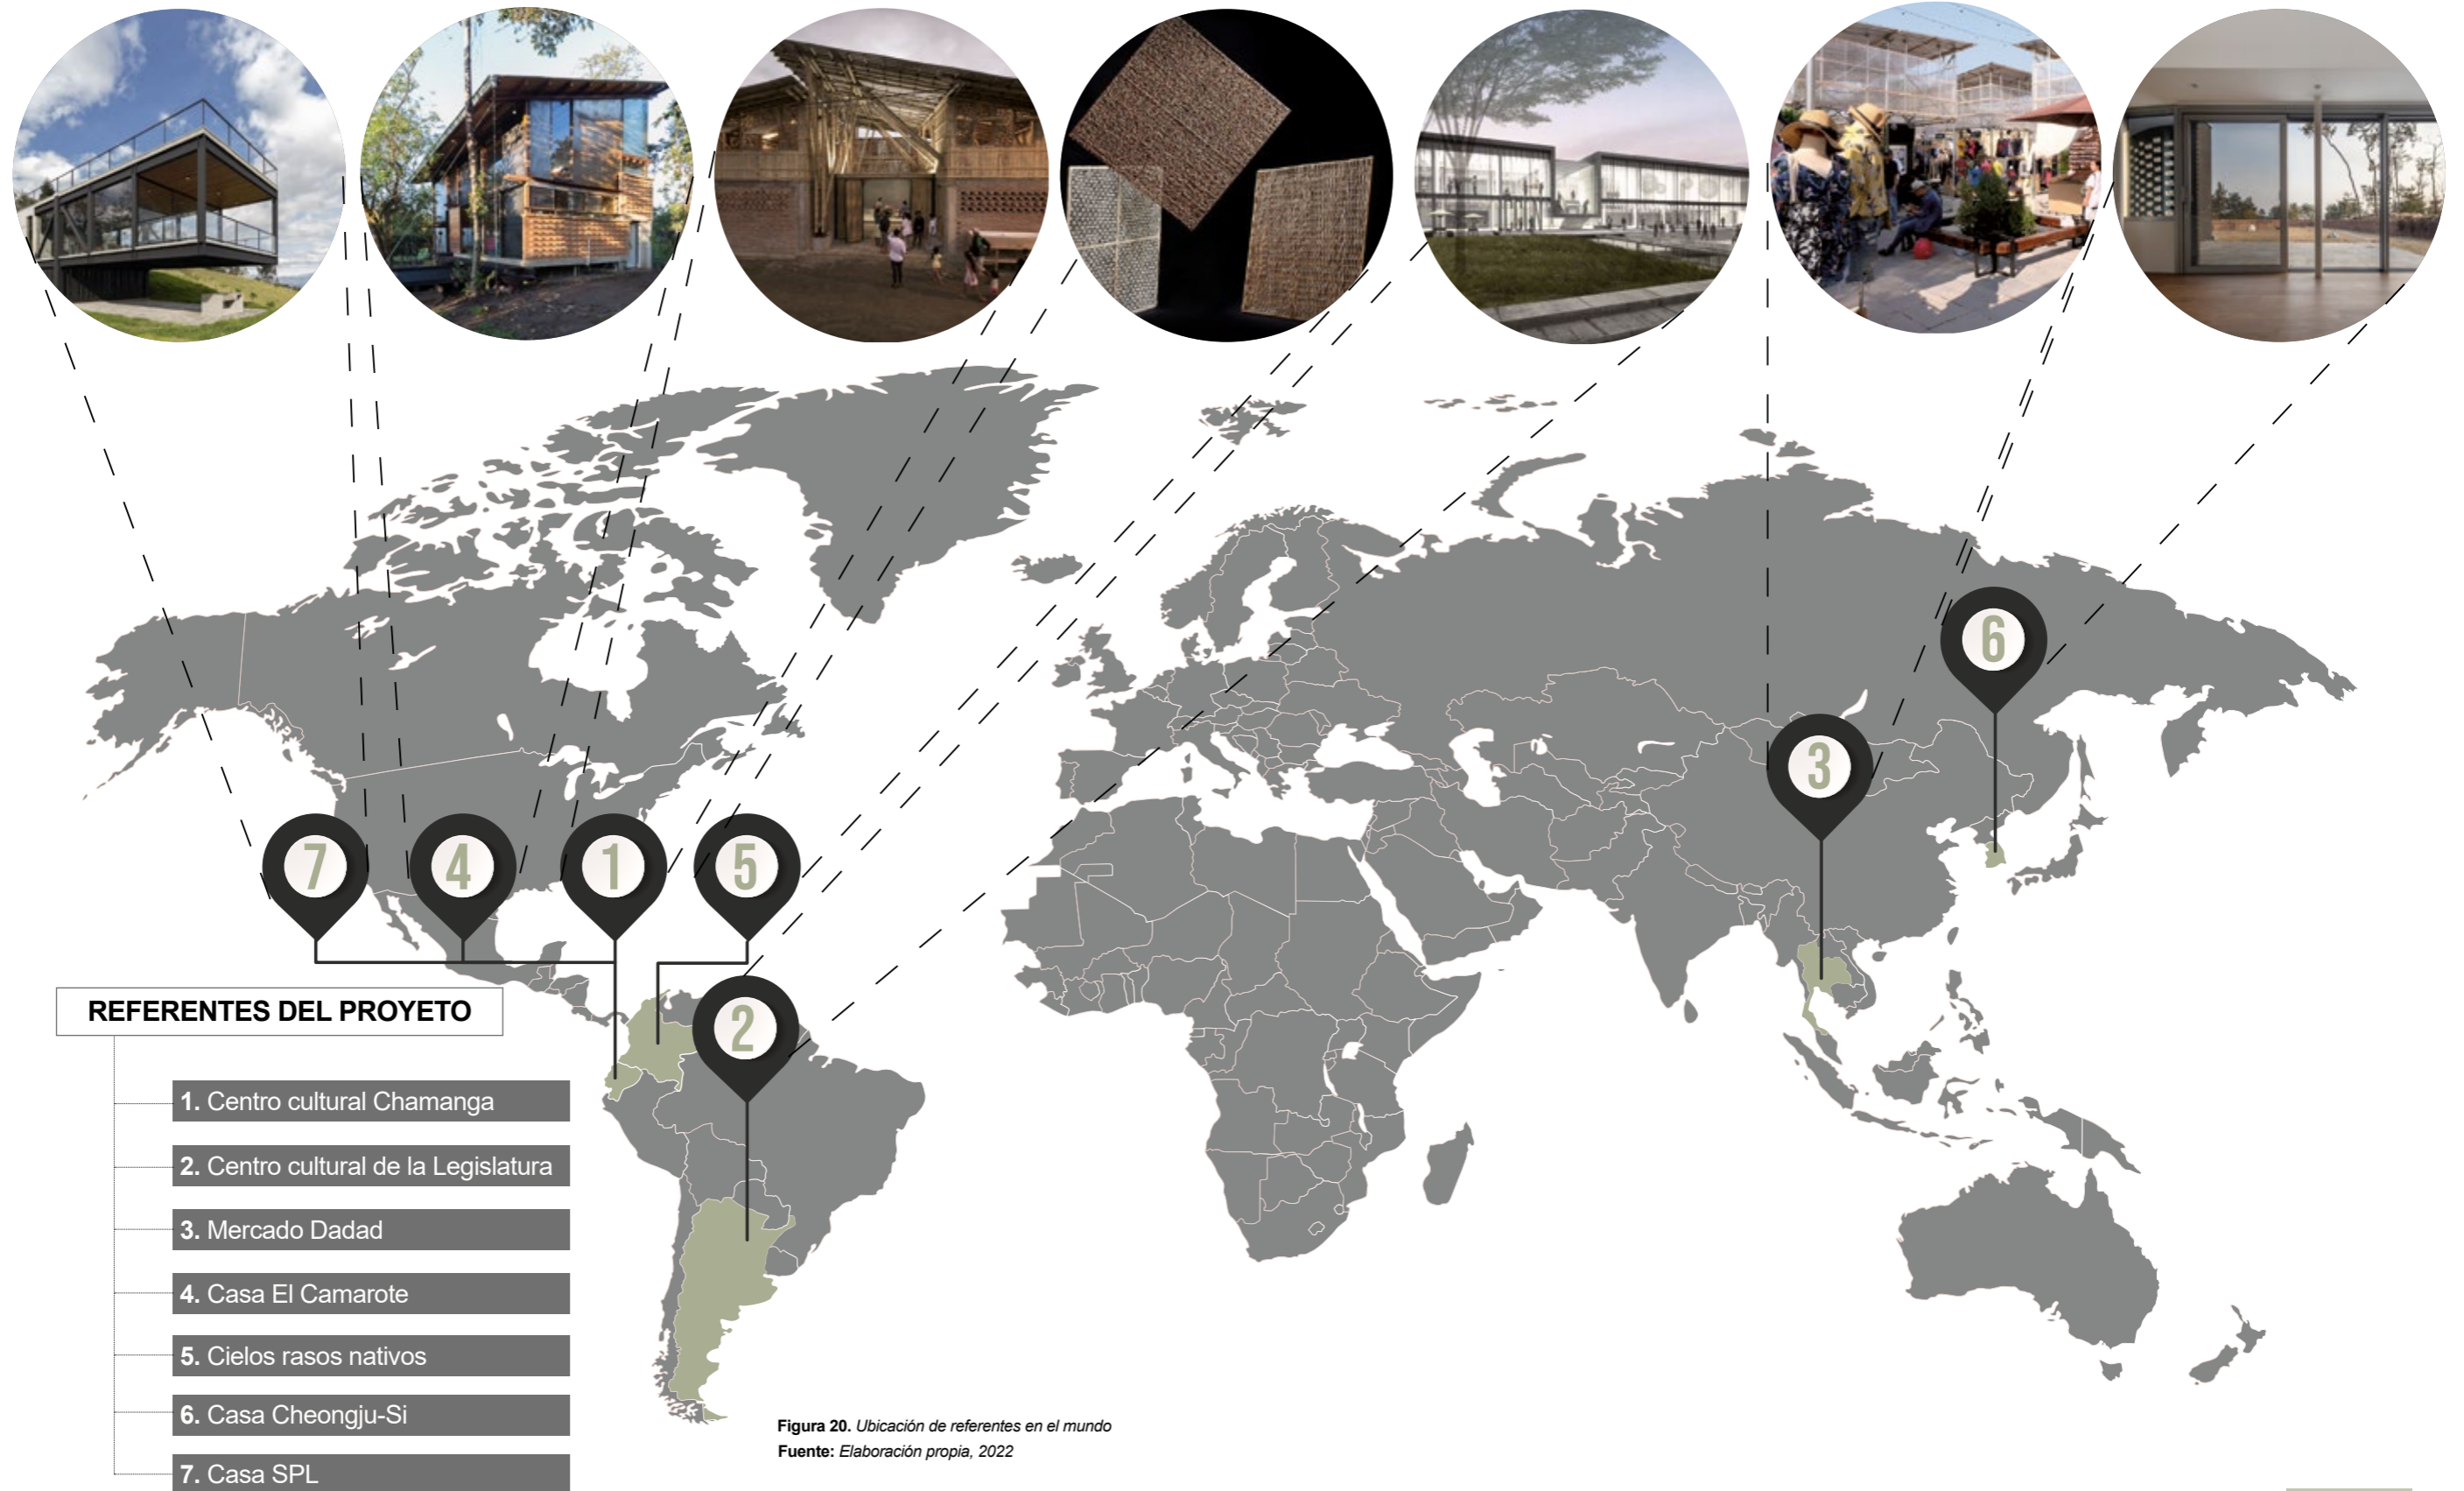 6
3
7
4
1
5
2
REFERENTES DEL PROYETO
1. Centro cultural Chamanga
2. Centro cultural de la Legislatura
3. Mercado Dadad
4. Casa El Camarote
5. Cielos rasos nativos
6. Casa Cheongju-Si
7. Casa SPL
Figura 20. Ubicación de referentes en el mundo
Fuente: Elaboración propia, 2022